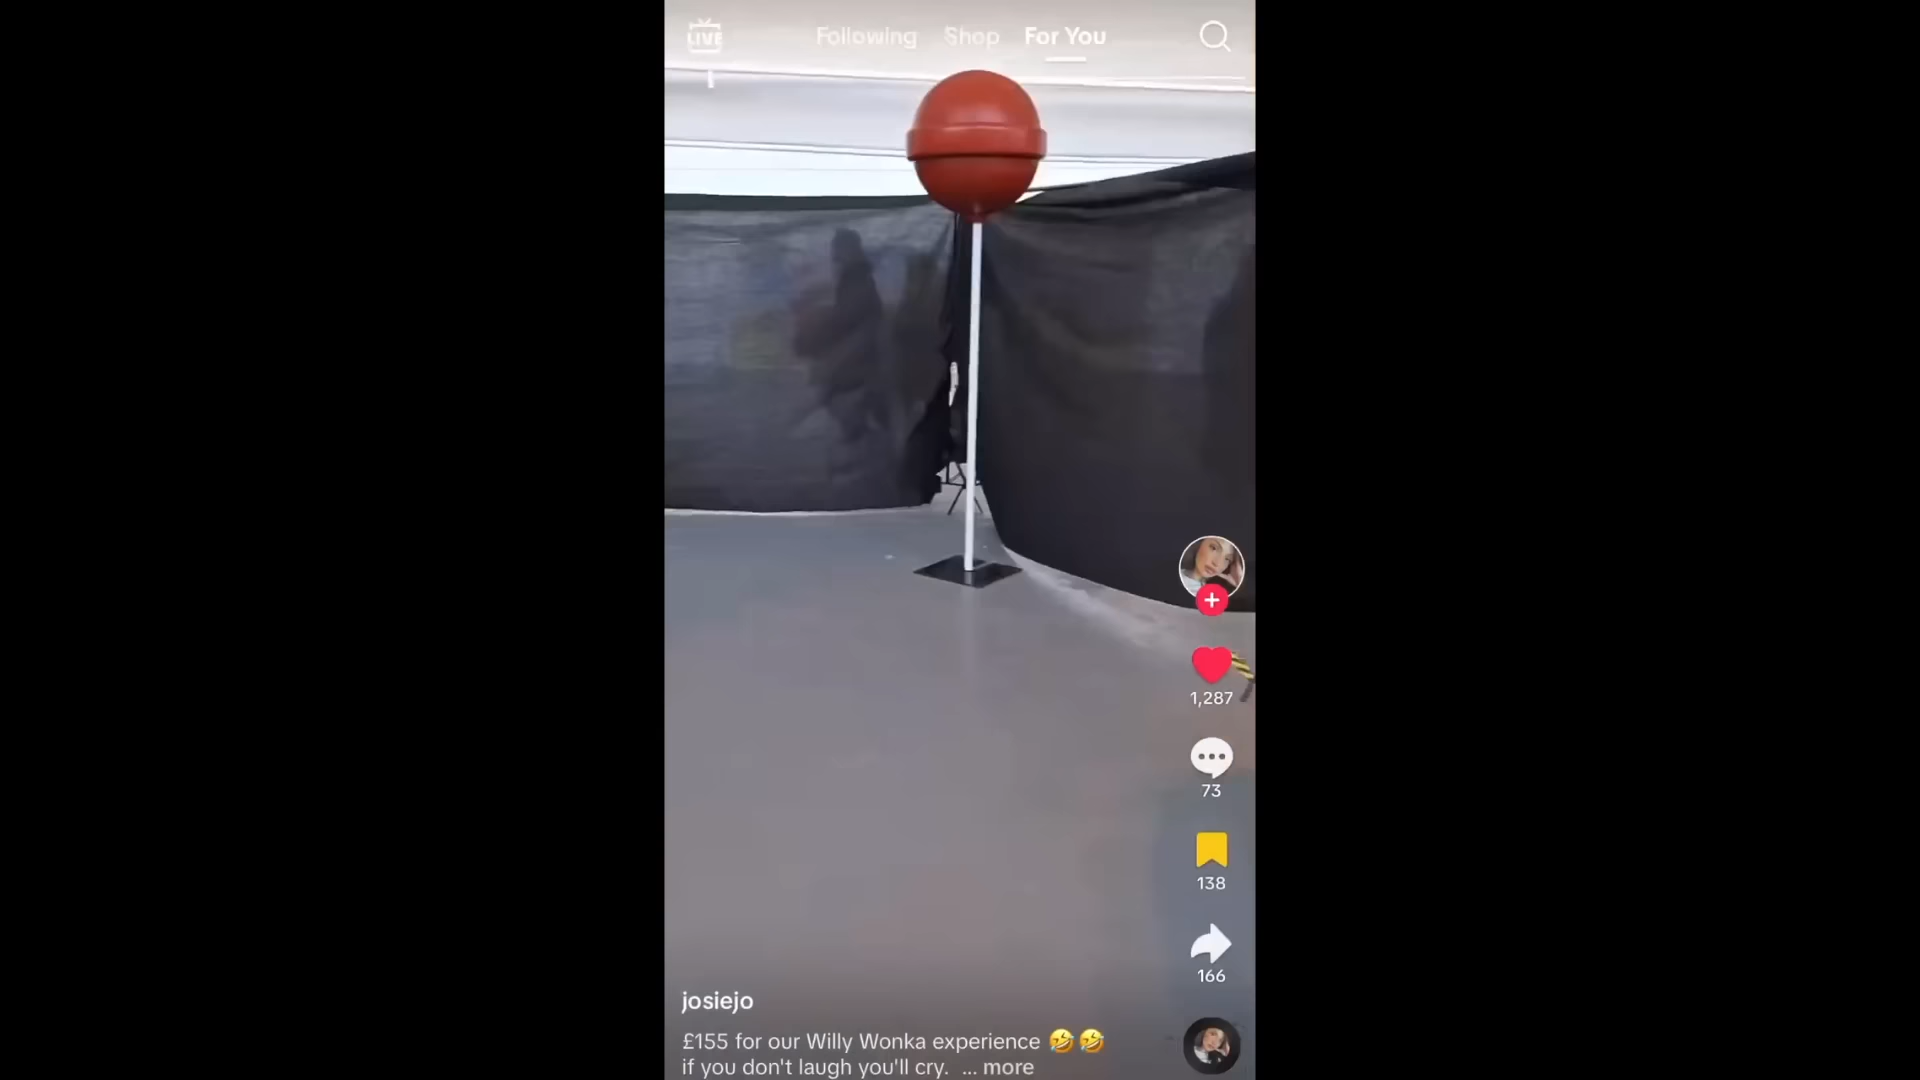 LIVE
Following Shop For You
1,287
73
138
166
josiejo
£155 for our Willy Wonka experience 🤣🤣
if you don't laugh you'll cry. ... more